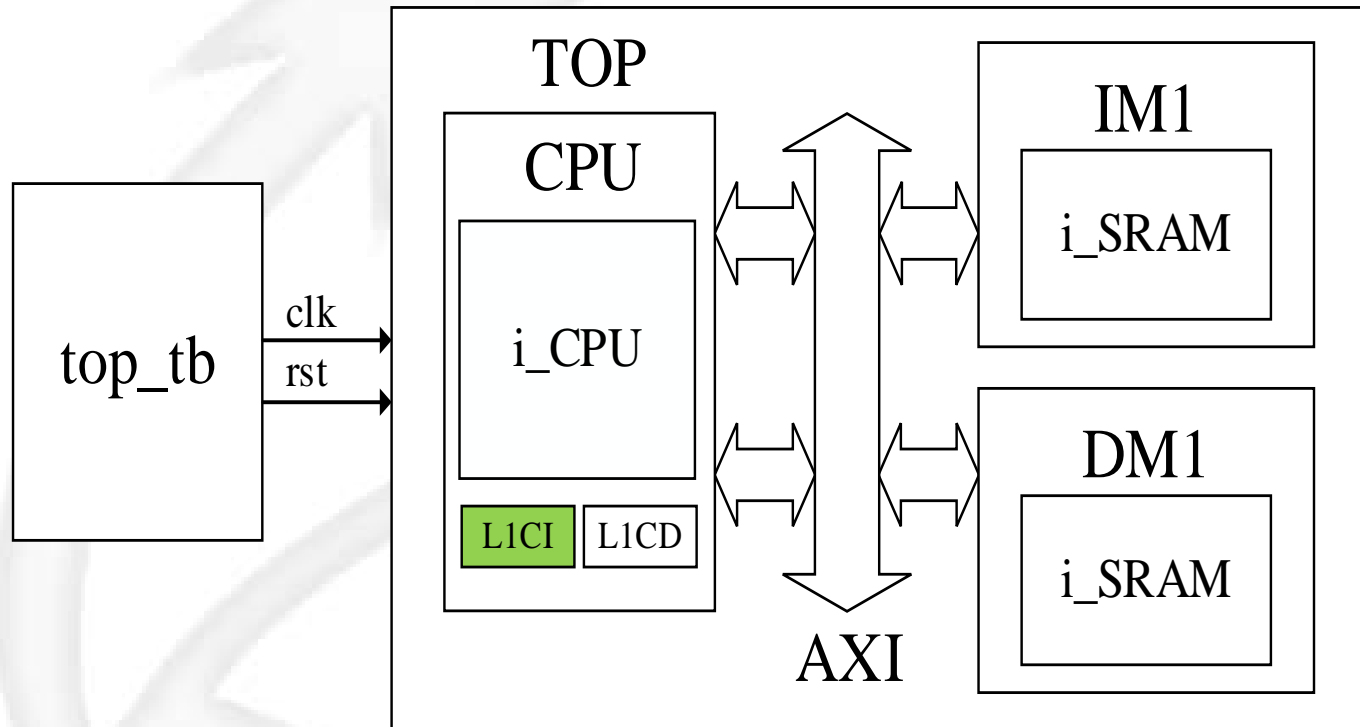 TOP
CPU
i_CPU
L1CI
L1CD
top_tb
clk
rst
AXI
IM1
i_SRAM
DM1
i_SRAM